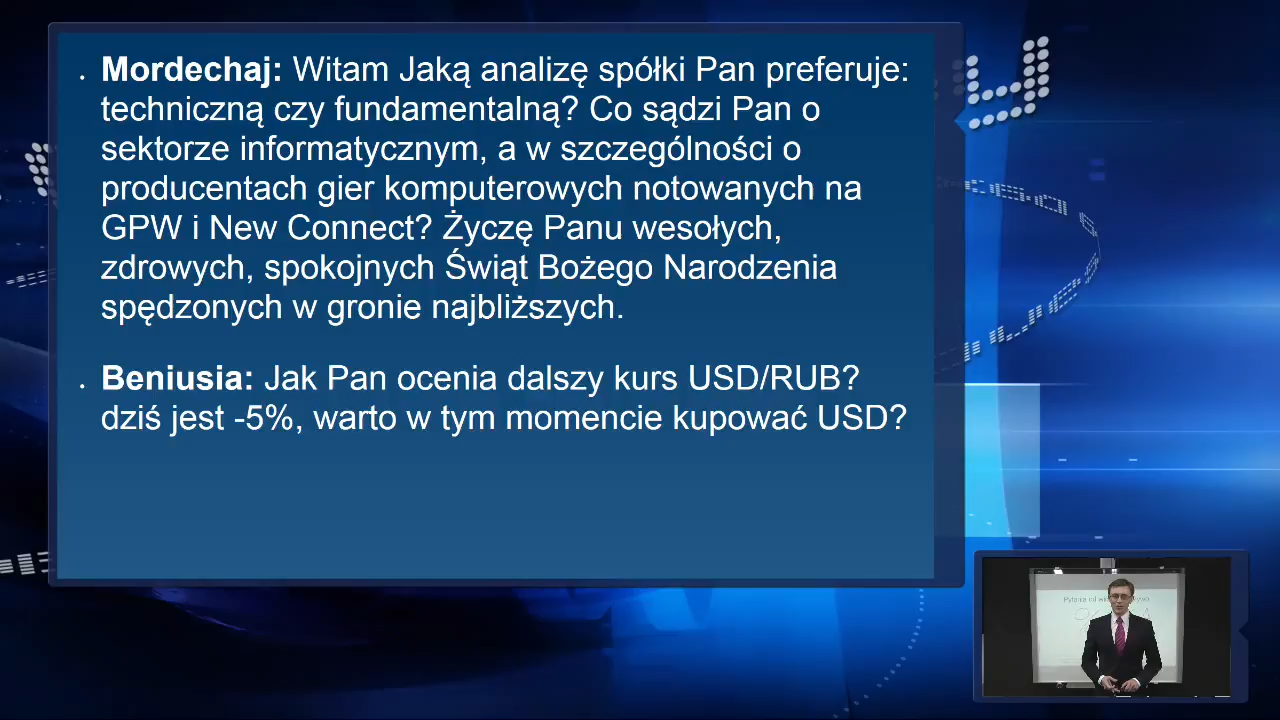 Mordechaj: Witam Jaką analizę spółki Pan preferuje:
techniczną czy fundamentalną? Co sądzi Pan o
sektorze informatycznym, a w szczególności o
producentach gier komputerowych notowanych na
GPW i New Connect? Życzę Panu wesołych,
zdrowych, spokojnych Świąt Bożego Narodzenia
spędzonych w gronie najbliższych.
Beniusia: Jak Pan ocenia dalszy kurs USD/RUB?
dziś jest -5%, warto w tym momencie kupować USD?
Pytania od